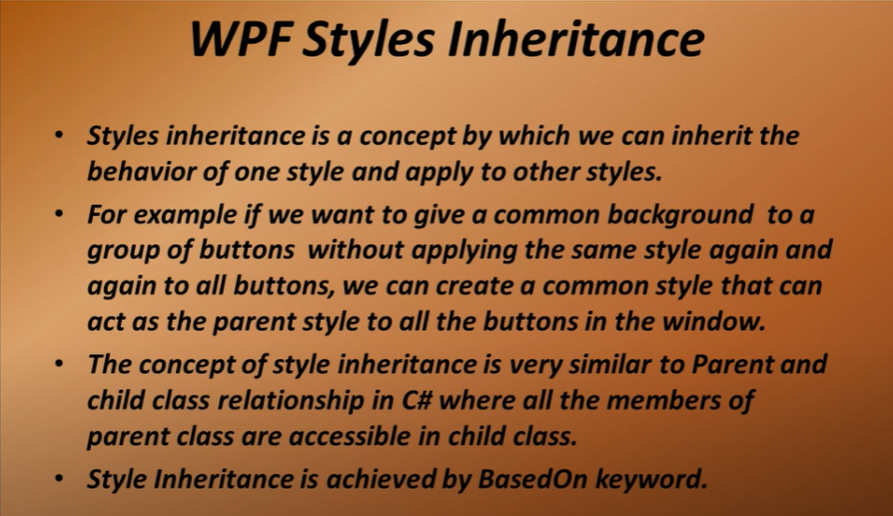 WPF Styles Inheritance
• Styles inheritance is a concept by which we can inherit the
behavior of one style and apply to other styles.
• For example if we want to give a common background  to a
group of buttons  without applying the same style again and
again to all buttons, we can create a common style that can
act as the parent style to all the buttons in the window.
• The concept of style inheritance is very similar to Parent and
child class relationship in C# where all the members of
parent class are accessible in child class.
• Style Inheritance is achieved by BasedOn keyword.